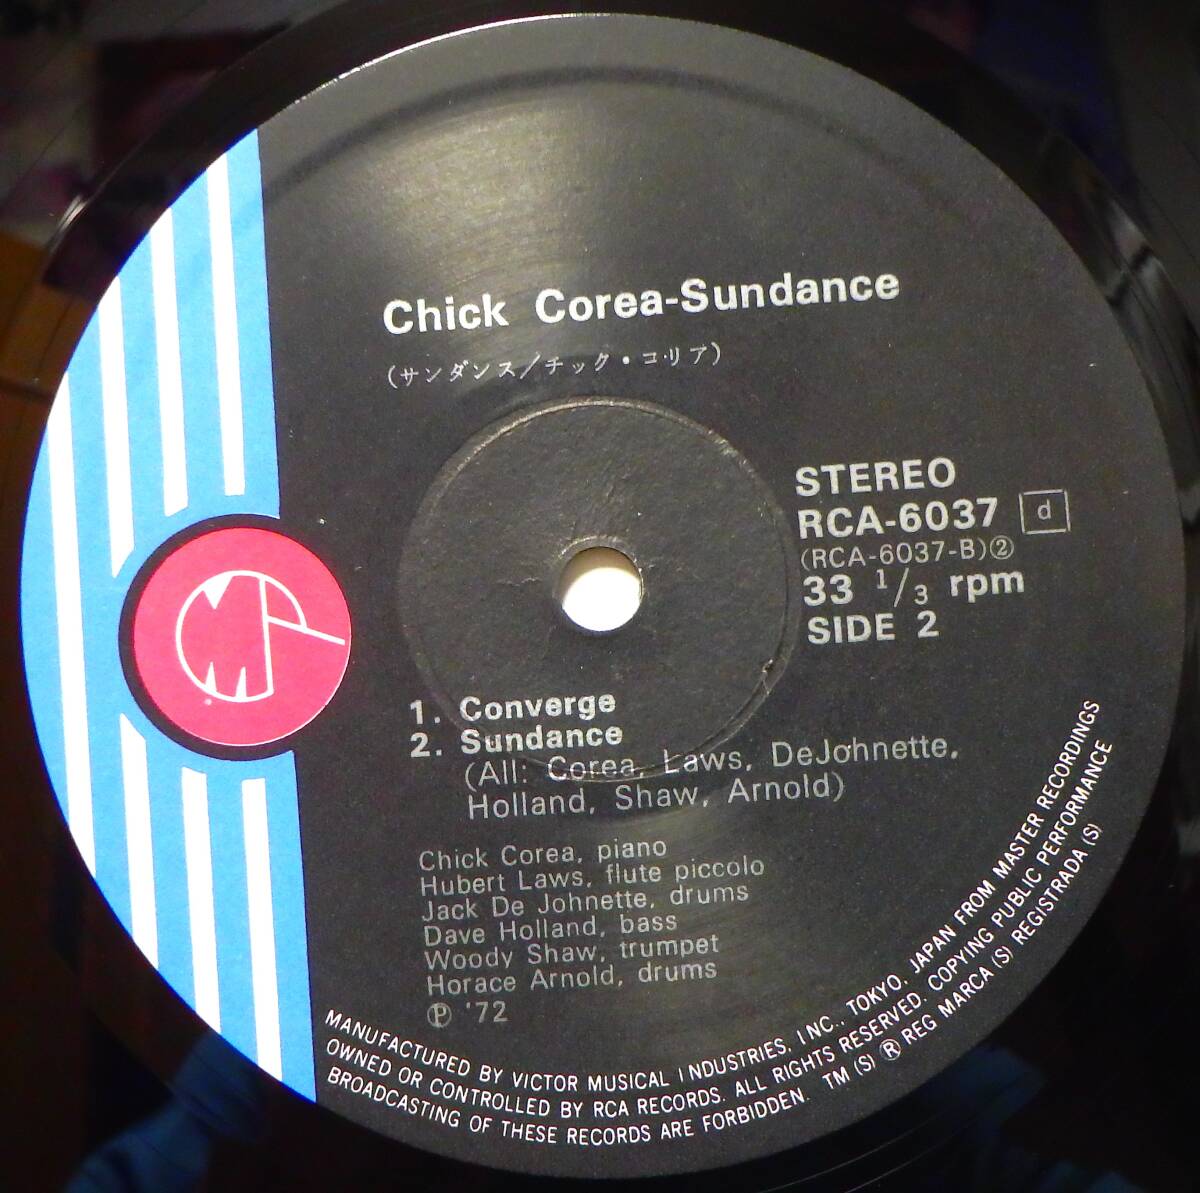 Chick Corea-Sundance
(サンダンス/チック・コリア)
STEREO
RCA-6037 d
(RCA-6037-B)②
33 1/3 rpm
SIDE 2
1. Converge
2. Sundance
(All: Corea, Laws, DeJohnette,
Holland, Shaw, Arnold)
Chick Corea, piano
Hubert Laws, flute piccolo
Jack De Johnette, drums
Dave Holland, bass
Woody Shaw, trumpet
Horace Arnold, drums
Ⓟ '72
MANUFACTURED BY VICTOR MUSICAL INDUSTRIES, INC., TOKYO, JAPAN FROM MASTER RECORDINGS
OWNED OR CONTROLLED BY RCA RECORDS. ALL RIGHTS RESERVED. COPYING PUBLIC PERFORMANCE
BROADCASTING OF THESE RECORDS ARE FORBIDDEN. TM (S) ® REG MARCA (S) REGISTRADA (S)